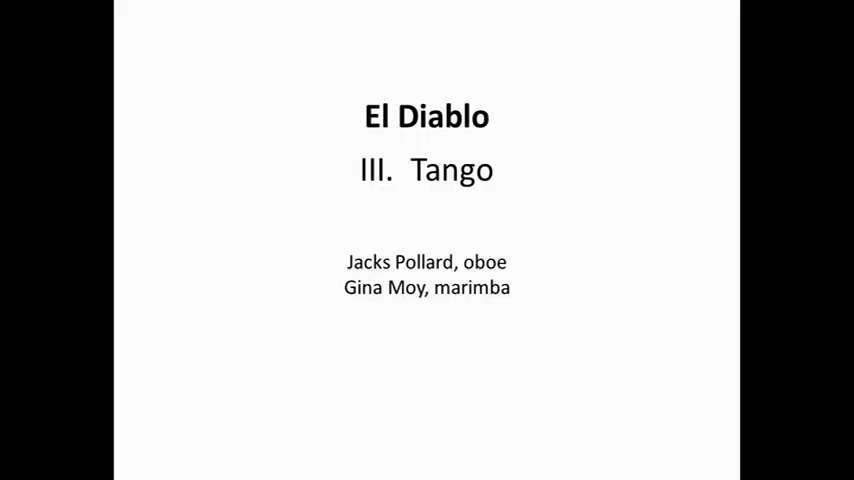 El Diablo
III. Tango
Jacks Pollard, oboe
Gina Moy, marimba